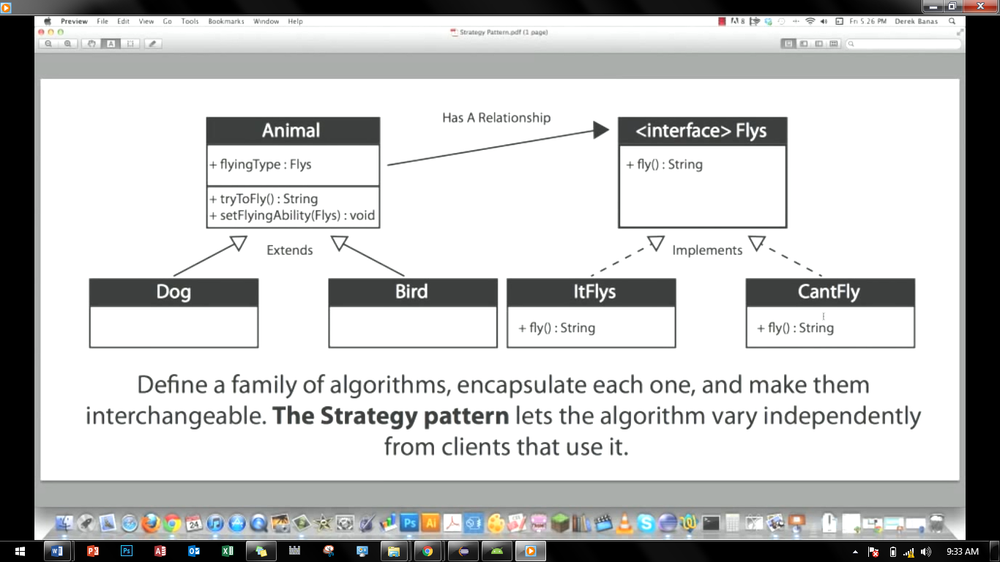 Preview File Edit View Go Tools Bookmarks Window Help
8 Fri 5:26 PM Derek Banas
Strategy Pattern.pdf (1 page)
Has A Relationship
Animal
+ flyingType : Flys
+ tryToFly() : String
+ setFlyingAbility(Flys) : void
<interface> Flys
+ fly() : String
Extends
Implements
Dog
Bird
ItFlys
+ fly() : String
CantFly
+ fly() : String
Define a family of algorithms, encapsulate each one, and make them
interchangeable. The Strategy pattern lets the algorithm vary independently
from clients that use it.
24
Ps
Ai
9:33 AM